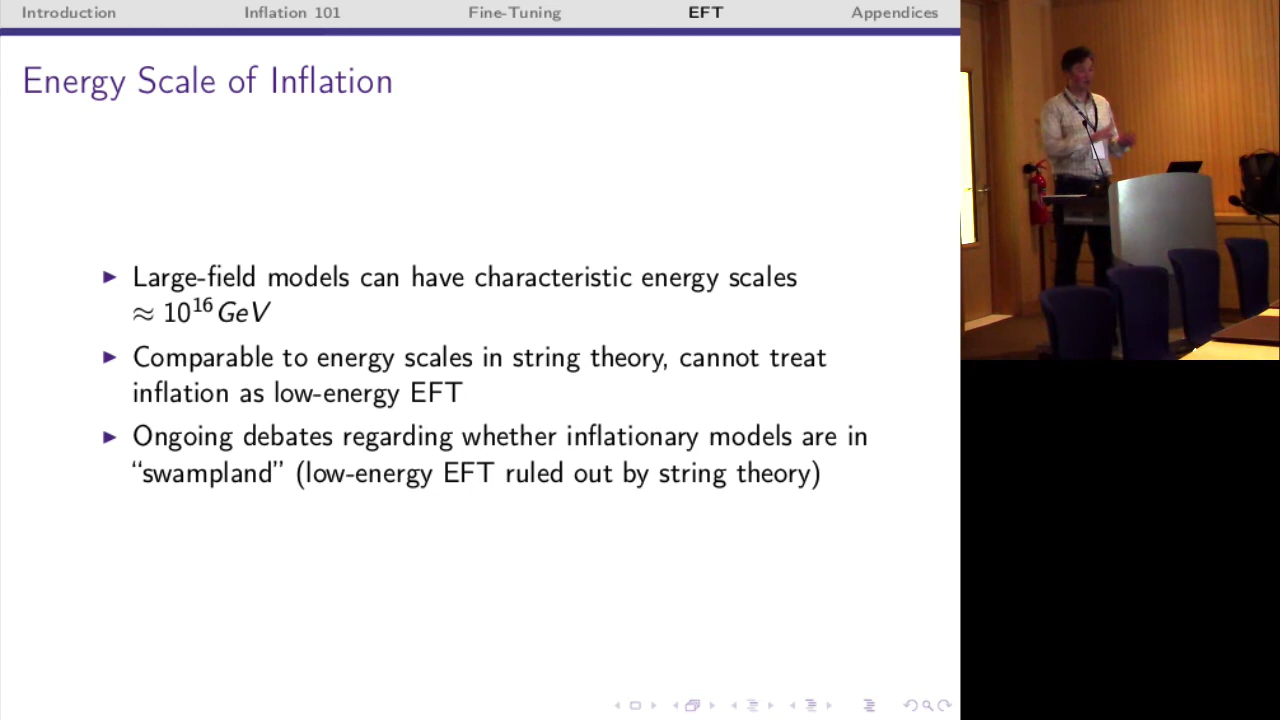 Introduction Inflation 101 Fine-Tuning EFT Appendices
Energy Scale of Inflation
Large-field models can have characteristic energy scales
≈ 10¹⁶ GeV
Comparable to energy scales in string theory, cannot treat
inflation as low-energy EFT
Ongoing debates regarding whether inflationary models are in
“swampland” (low-energy EFT ruled out by string theory)